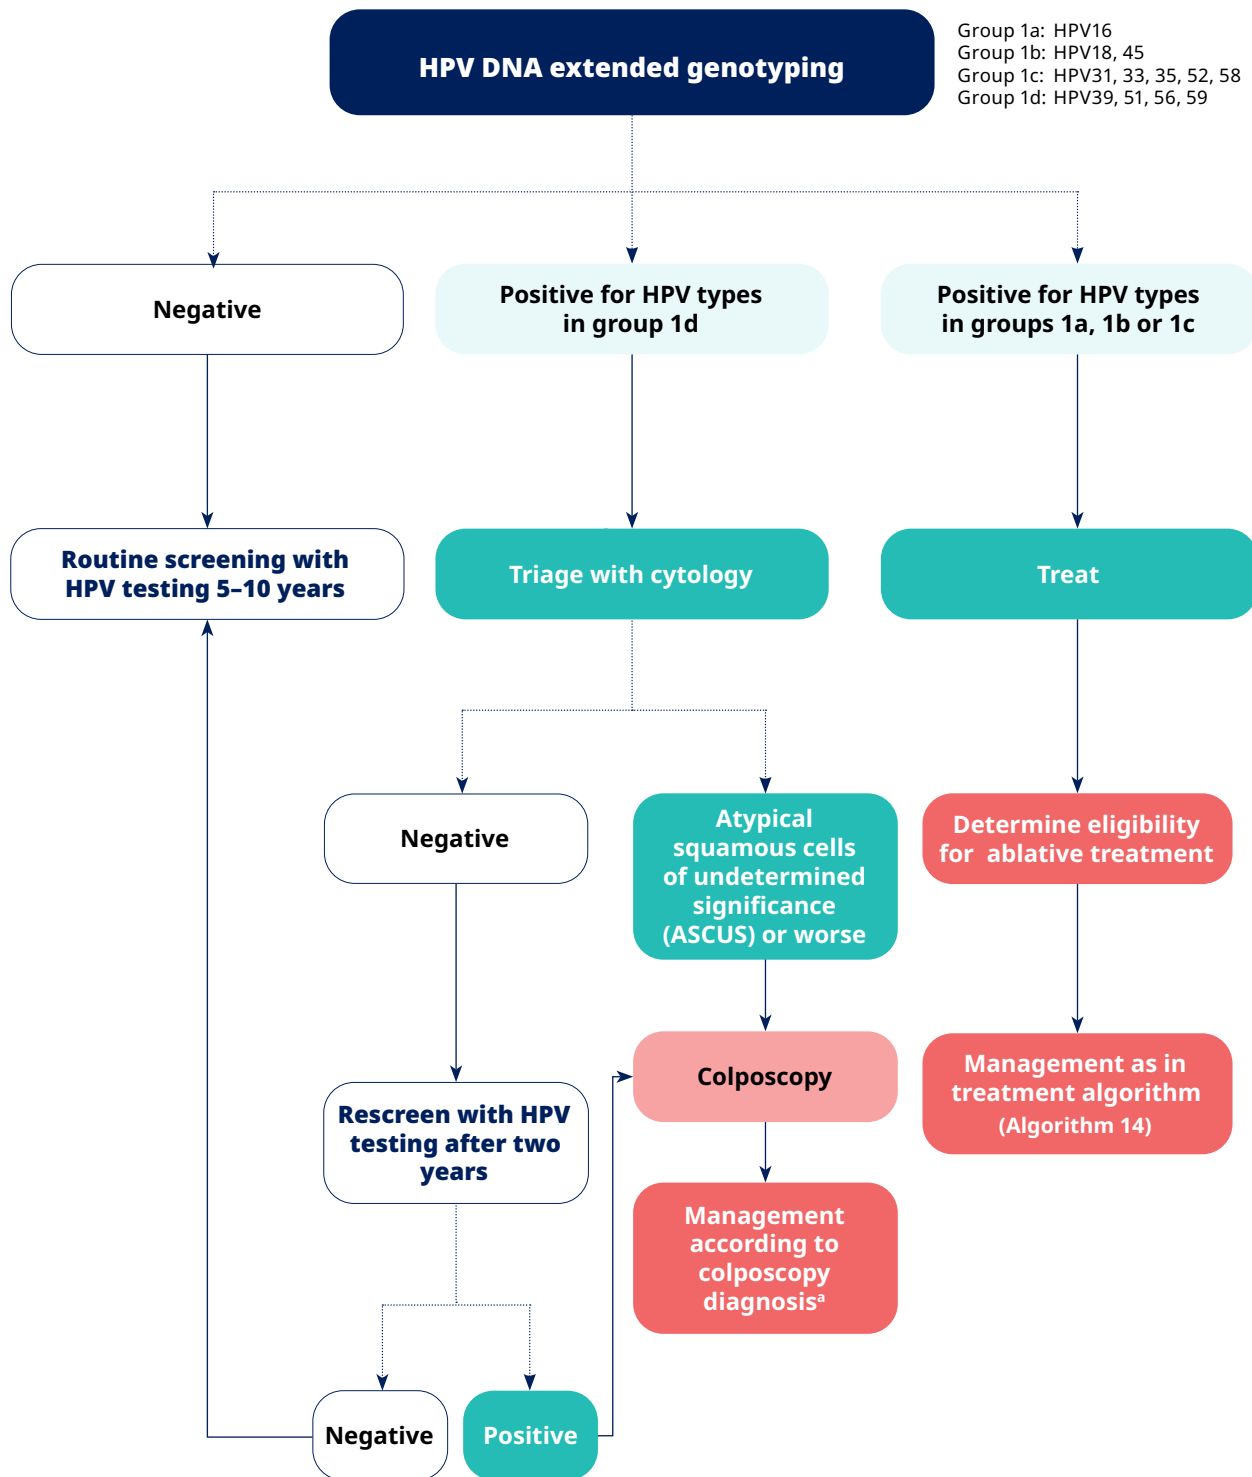 HPV DNA extended genotyping
Group 1a: HPV16
Group 1b: HPV18, 45
Group 1c: HPV31, 33, 35, 52, 58
Group 1d: HPV39, 51, 56, 59
Negative
Positive for HPV types
in group 1d
Positive for HPV types
in groups 1a, 1b or 1c
Routine screening with
HPV testing 5–10 years
Triage with cytology
Treat
Negative
Atypical
squamous cells
of undetermined
significance
(ASCUS) or worse
Determine eligibility
for ablative treatment
Colposcopy
Management as in
treatment algorithm
(Algorithm 14)
Rescreen with HPV
testing after two
years
Management
according to
colposcopy
diagnosisᵃ
Negative
Positive